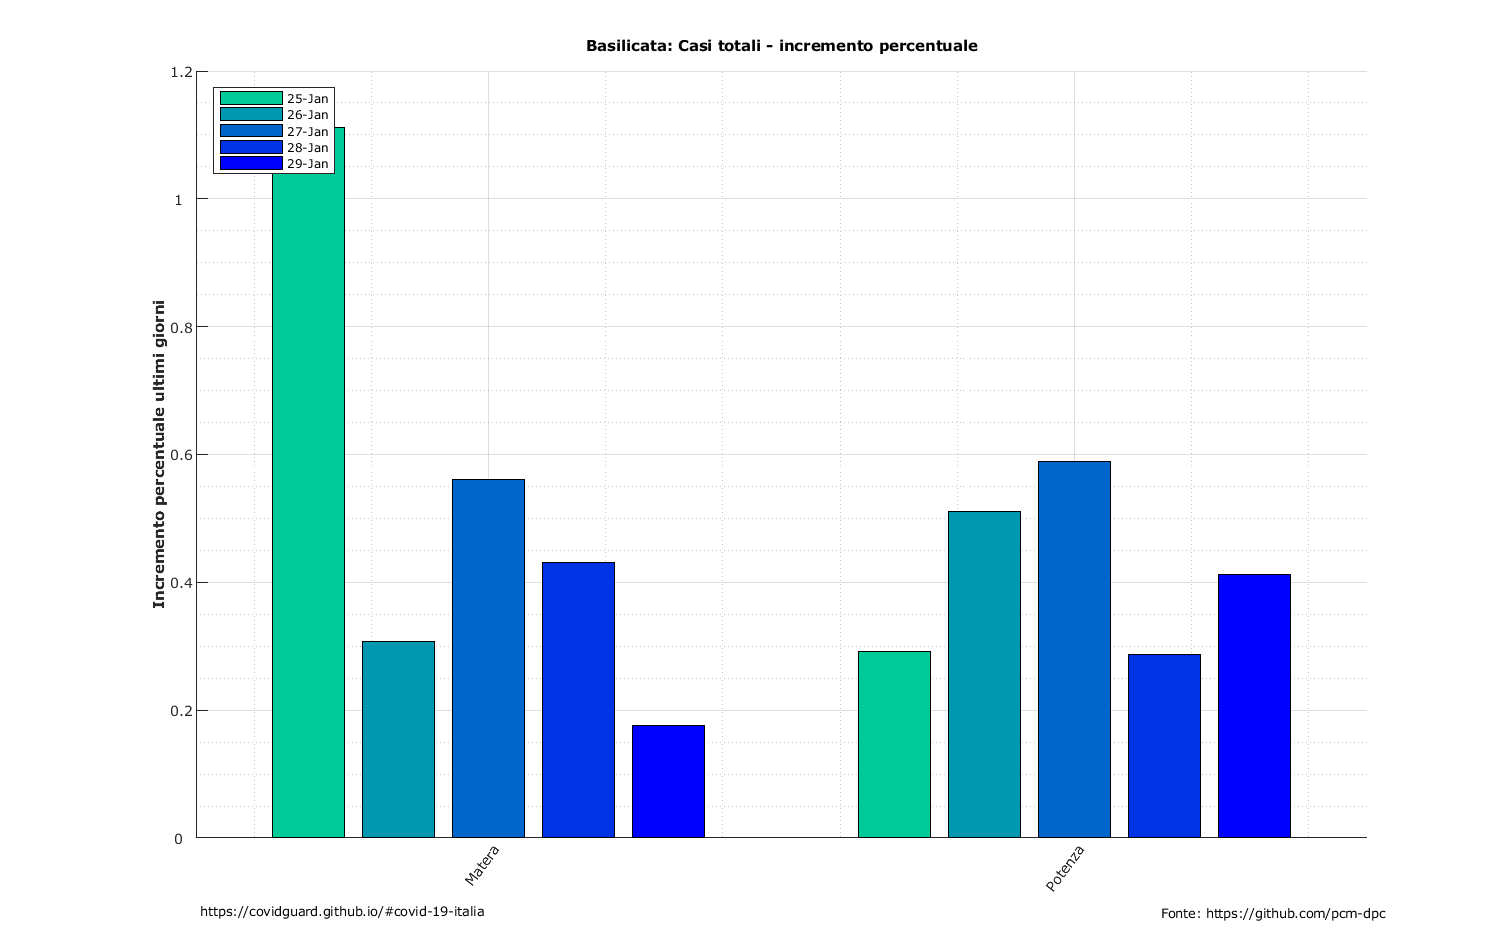 Basilicata: Casi totali - incremento percentuale
Incremento percentuale ultimi giorni
1.2
1
0.8
0.6
0.4
0.2
0
25-Jan
26-Jan
27-Jan
28-Jan
29-Jan
Matera
Potenza
https://covidguard.github.io/#covid-19-italia
Fonte: https://github.com/pcm-dpc